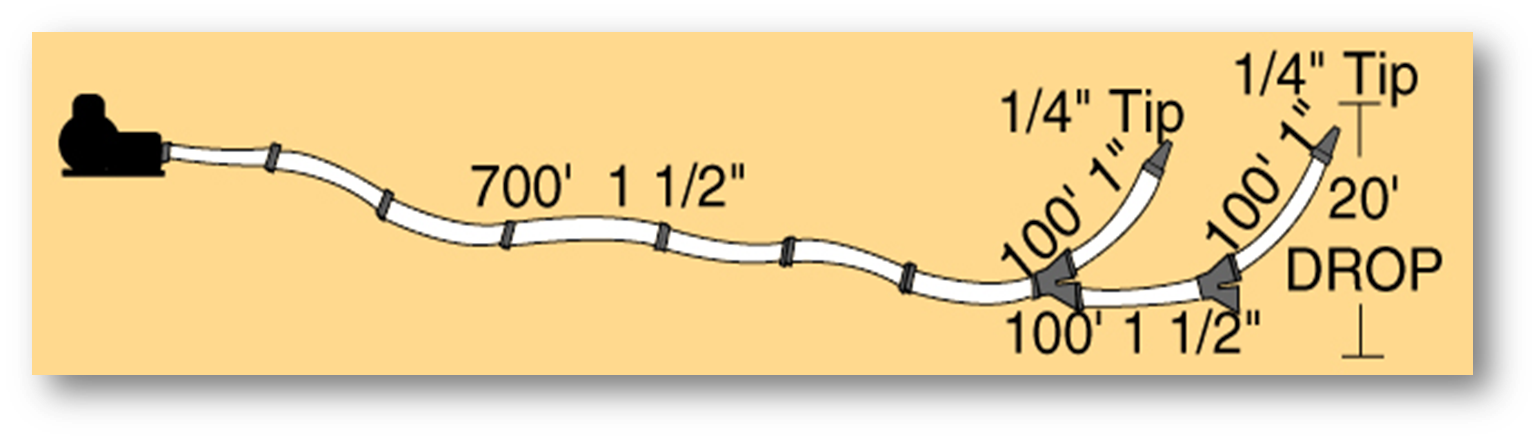 1/4" Tip
1/4" Tip
700' 1 1/2"
100' 1"
100' 1"
20'
DROP
100' 1 1/2"